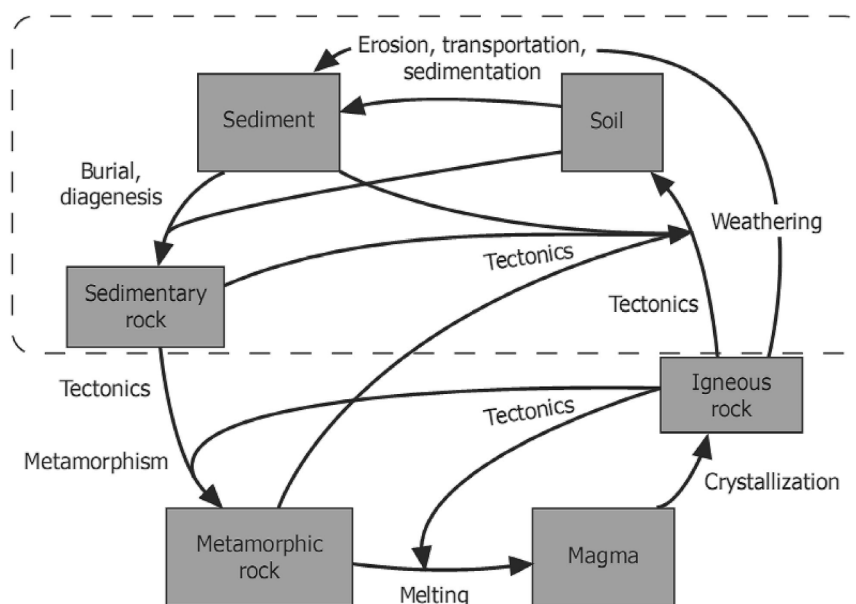 Erosion, transportation,
sedimentation
Sediment
Soil
Burial,
diagenesis
Weathering
Tectonics
Sedimentary
rock
Tectonics
Tectonics
Igneous
rock
Tectonics
Metamorphism
Crystallization
Metamorphic
rock
Magma
Melting